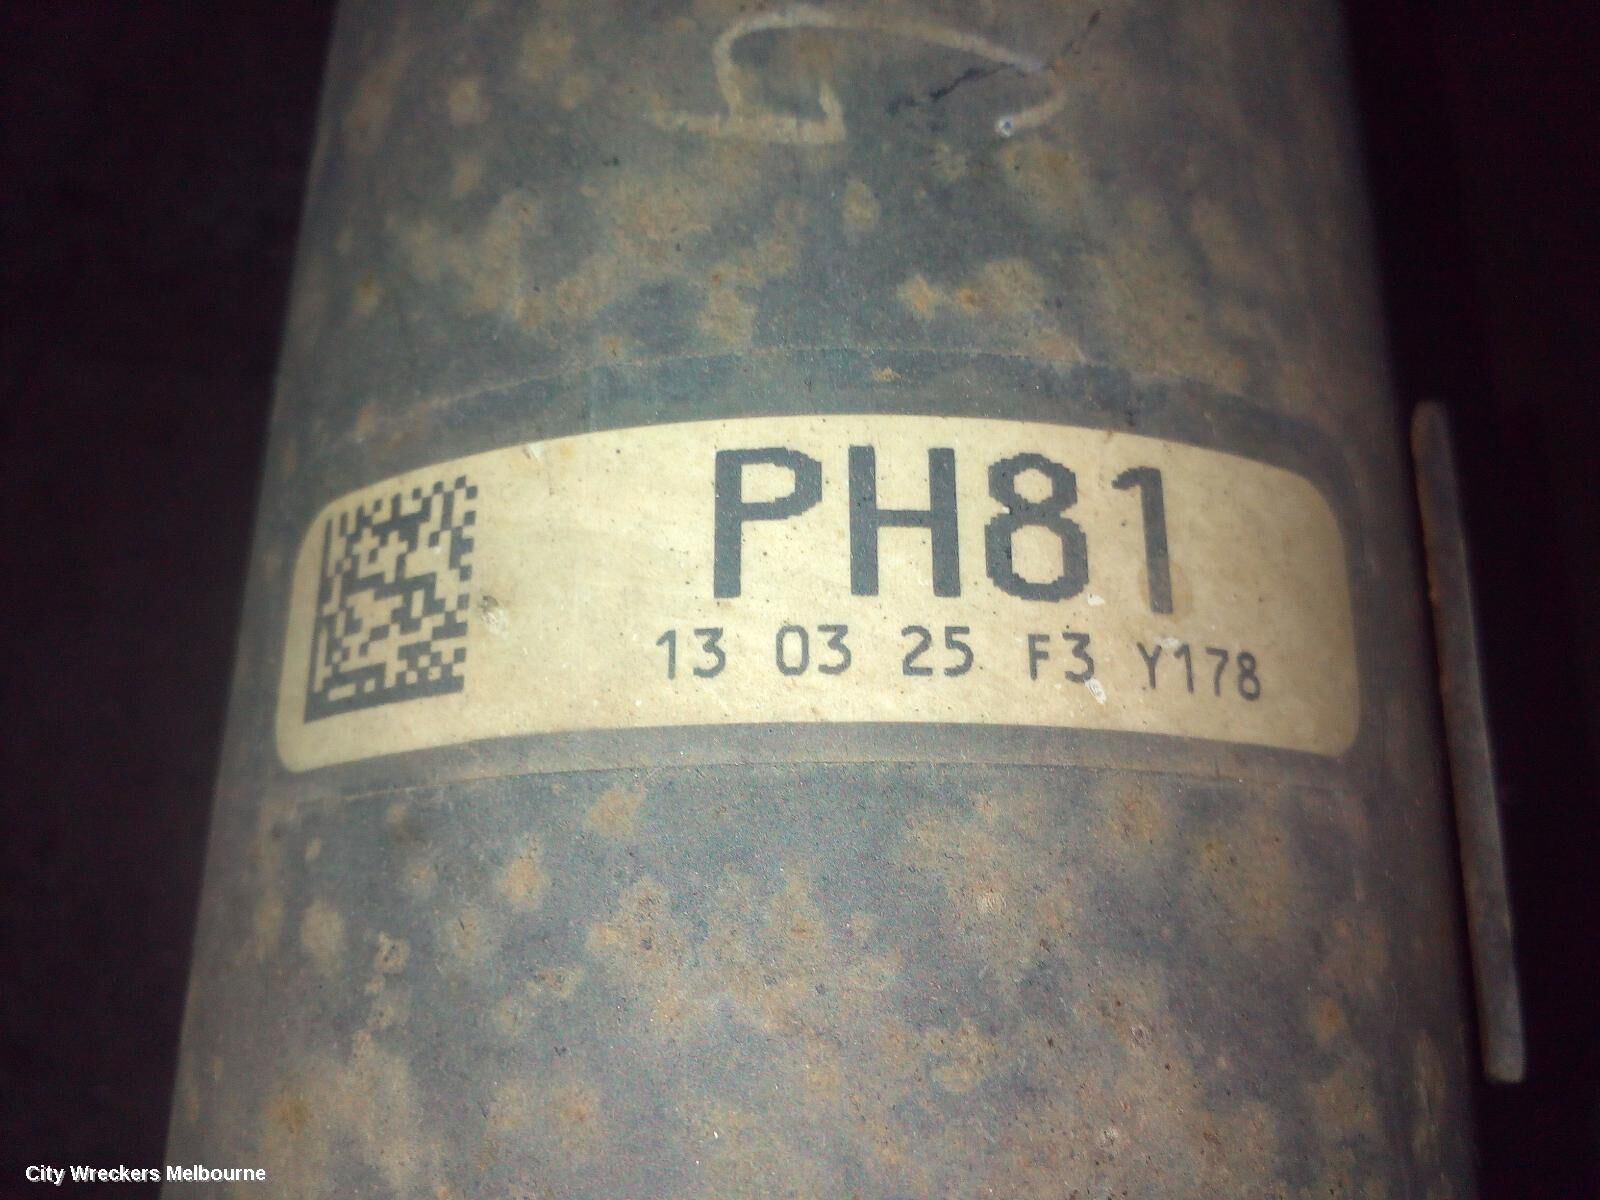 PH81
13 03 25 F3 Y178
City Wreckers Melbourne